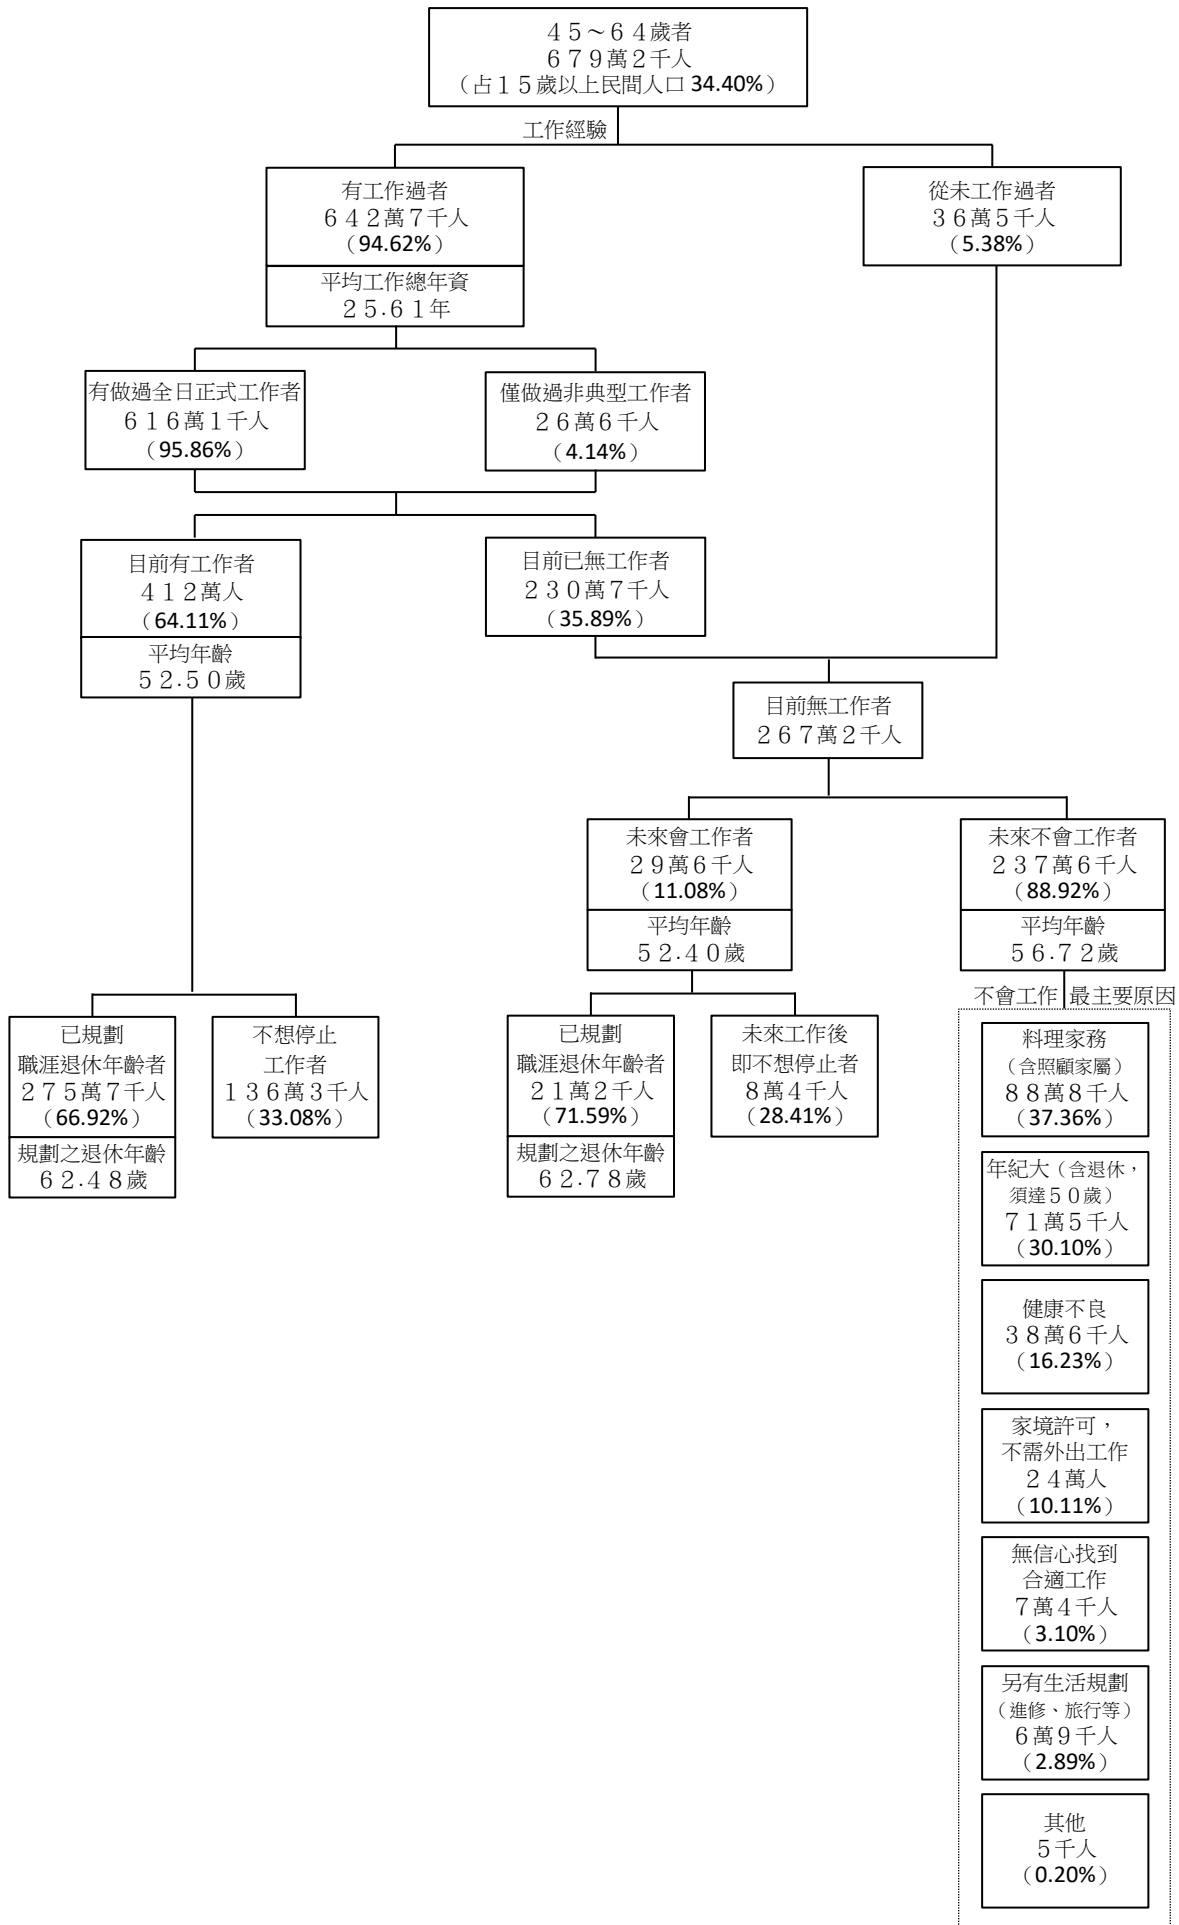 ４５～６４歲者
６７９萬２千人
（占１５歲以上民間人口 34.40%）
工作經驗
有工作過者
６４２萬７千人
（94.62%）
平均工作總年資
２５.６１年
從未工作過者
３６萬５千人
（5.38%）
有做過全日正式工作者
６１６萬１千人
（95.86%）
僅做過非典型工作者
２６萬６千人
（4.14%）
目前有工作者
４１２萬人
（64.11%）
平均年齡
５２.５０歲
目前已無工作者
２３０萬７千人
（35.89%）
目前無工作者
２６７萬２千人
未來會工作者
２９萬６千人
（11.08%）
平均年齡
５２.４０歲
未來不會工作者
２３７萬６千人
（88.92%）
平均年齡
５６.７２歲
已規劃
職涯退休年齡者
２７５萬７千人
（66.92%）
規劃之退休年齡
６２.４８歲
不想停止
工作者
１３６萬３千人
（33.08%）
已規劃
職涯退休年齡者
２１萬２千人
（71.59%）
規劃之退休年齡
６２.７８歲
未來工作後
即不想停止者
８萬４千人
（28.41%）
不會工作 最主要原因
料理家務
（含照顧家屬）
８８萬８千人
（37.36%）
年紀大（含退休，
須達５０歲）
７１萬５千人
（30.10%）
健康不良
３８萬６千人
（16.23%）
家境許可，
不需外出工作
２４萬人
（10.11%）
無信心找到
合適工作
７萬４千人
（3.10%）
另有生活規劃
（進修、旅行等）
６萬９千人
（2.89%）
其他
５千人
（0.20%）